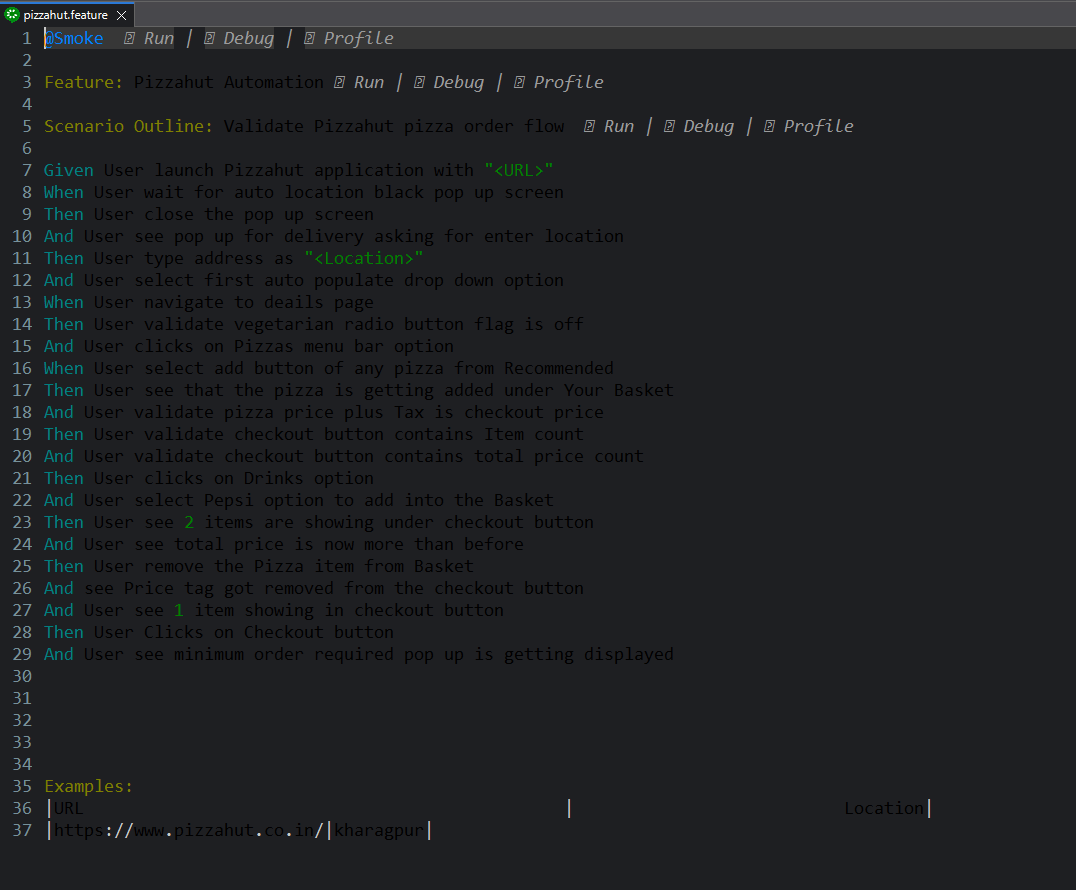 pizzahut.feature
1 @Smoke Run | Debug | Profile
2
3 Feature: Pizzahut Automation Run | Debug | Profile
4
5 Scenario Outline: Validate Pizzahut pizza order flow Run | Debug | Profile
6
7 Given User launch Pizzahut application with "<URL>"
8 When User wait for auto location black pop up screen
9 Then User close the pop up screen
10 And User see pop up for delivery asking for enter location
11 Then User type address as "<Location>"
12 And User select first auto populate drop down option
13 When User navigate to deails page
14 Then User validate vegetarian radio button flag is off
15 And User clicks on Pizzas menu bar option
16 When User select add button of any pizza from Recommended
17 Then User see that the pizza is getting added under Your Basket
18 And User validate pizza price plus Tax is checkout price
19 Then User validate checkout button contains Item count
20 And User validate checkout button contains total price count
21 Then User clicks on Drinks option
22 And User select Pepsi option to add into the Basket
23 Then User see 2 items are showing under checkout button
24 And User see total price is now more than before
25 Then User remove the Pizza item from Basket
26 And see Price tag got removed from the checkout button
27 And User see 1 item showing in checkout button
28 Then User Clicks on Checkout button
29 And User see minimum order required pop up is getting displayed
30
31
32
33
34
35 Examples:
36 |URL | Location|
37 |https://www.pizzahut.co.in/|kharagpur|